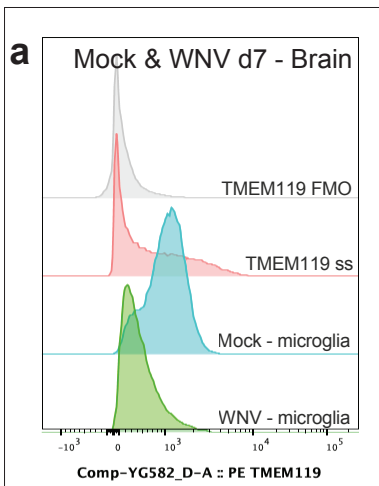 a
Mock & WNV d7 - Brain
TMEM119 FMO
TMEM119 ss
Mock - microglia
WNV - microglia
-10³ 0 10³ 10⁴ 10⁵
Comp-YG582_D-A :: PE TMEM119